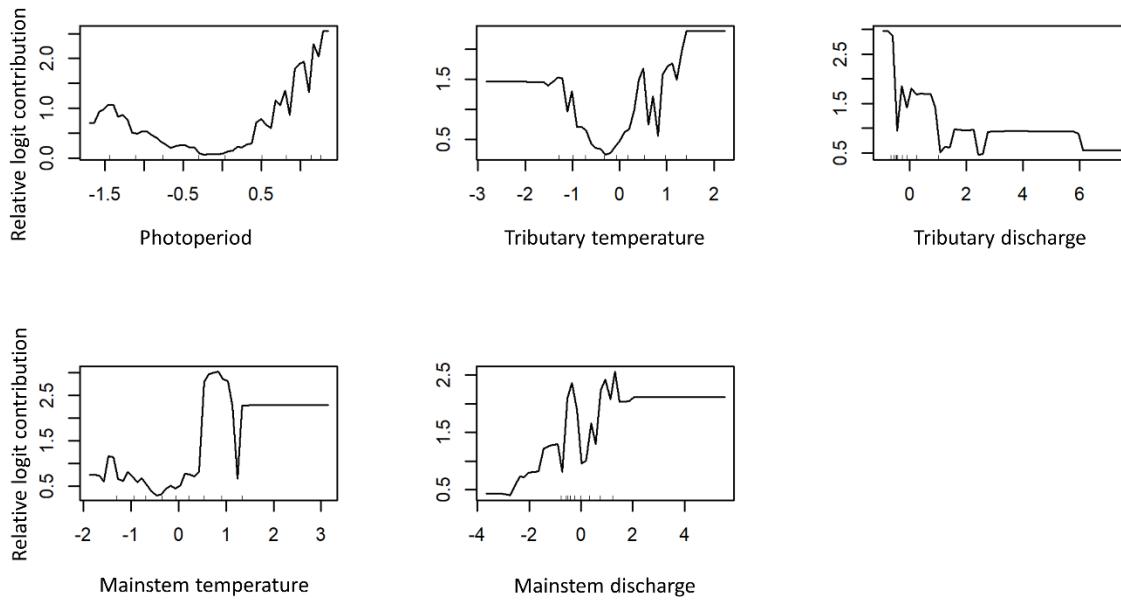 Relative logit contribution
2.0
1.0
0.0
-1.5 -0.5 0.5
Photoperiod
1.5
0.5
-3 -2 -1 0 1 2
Tributary temperature
2.5
1.5
0.5
0 2 4 6
Tributary discharge
Relative logit contribution
2.5
1.5
0.5
-2 -1 0 1 2 3
Mainstem temperature
2.5
1.5
0.5
-4 -2 0 2 4
Mainstem discharge